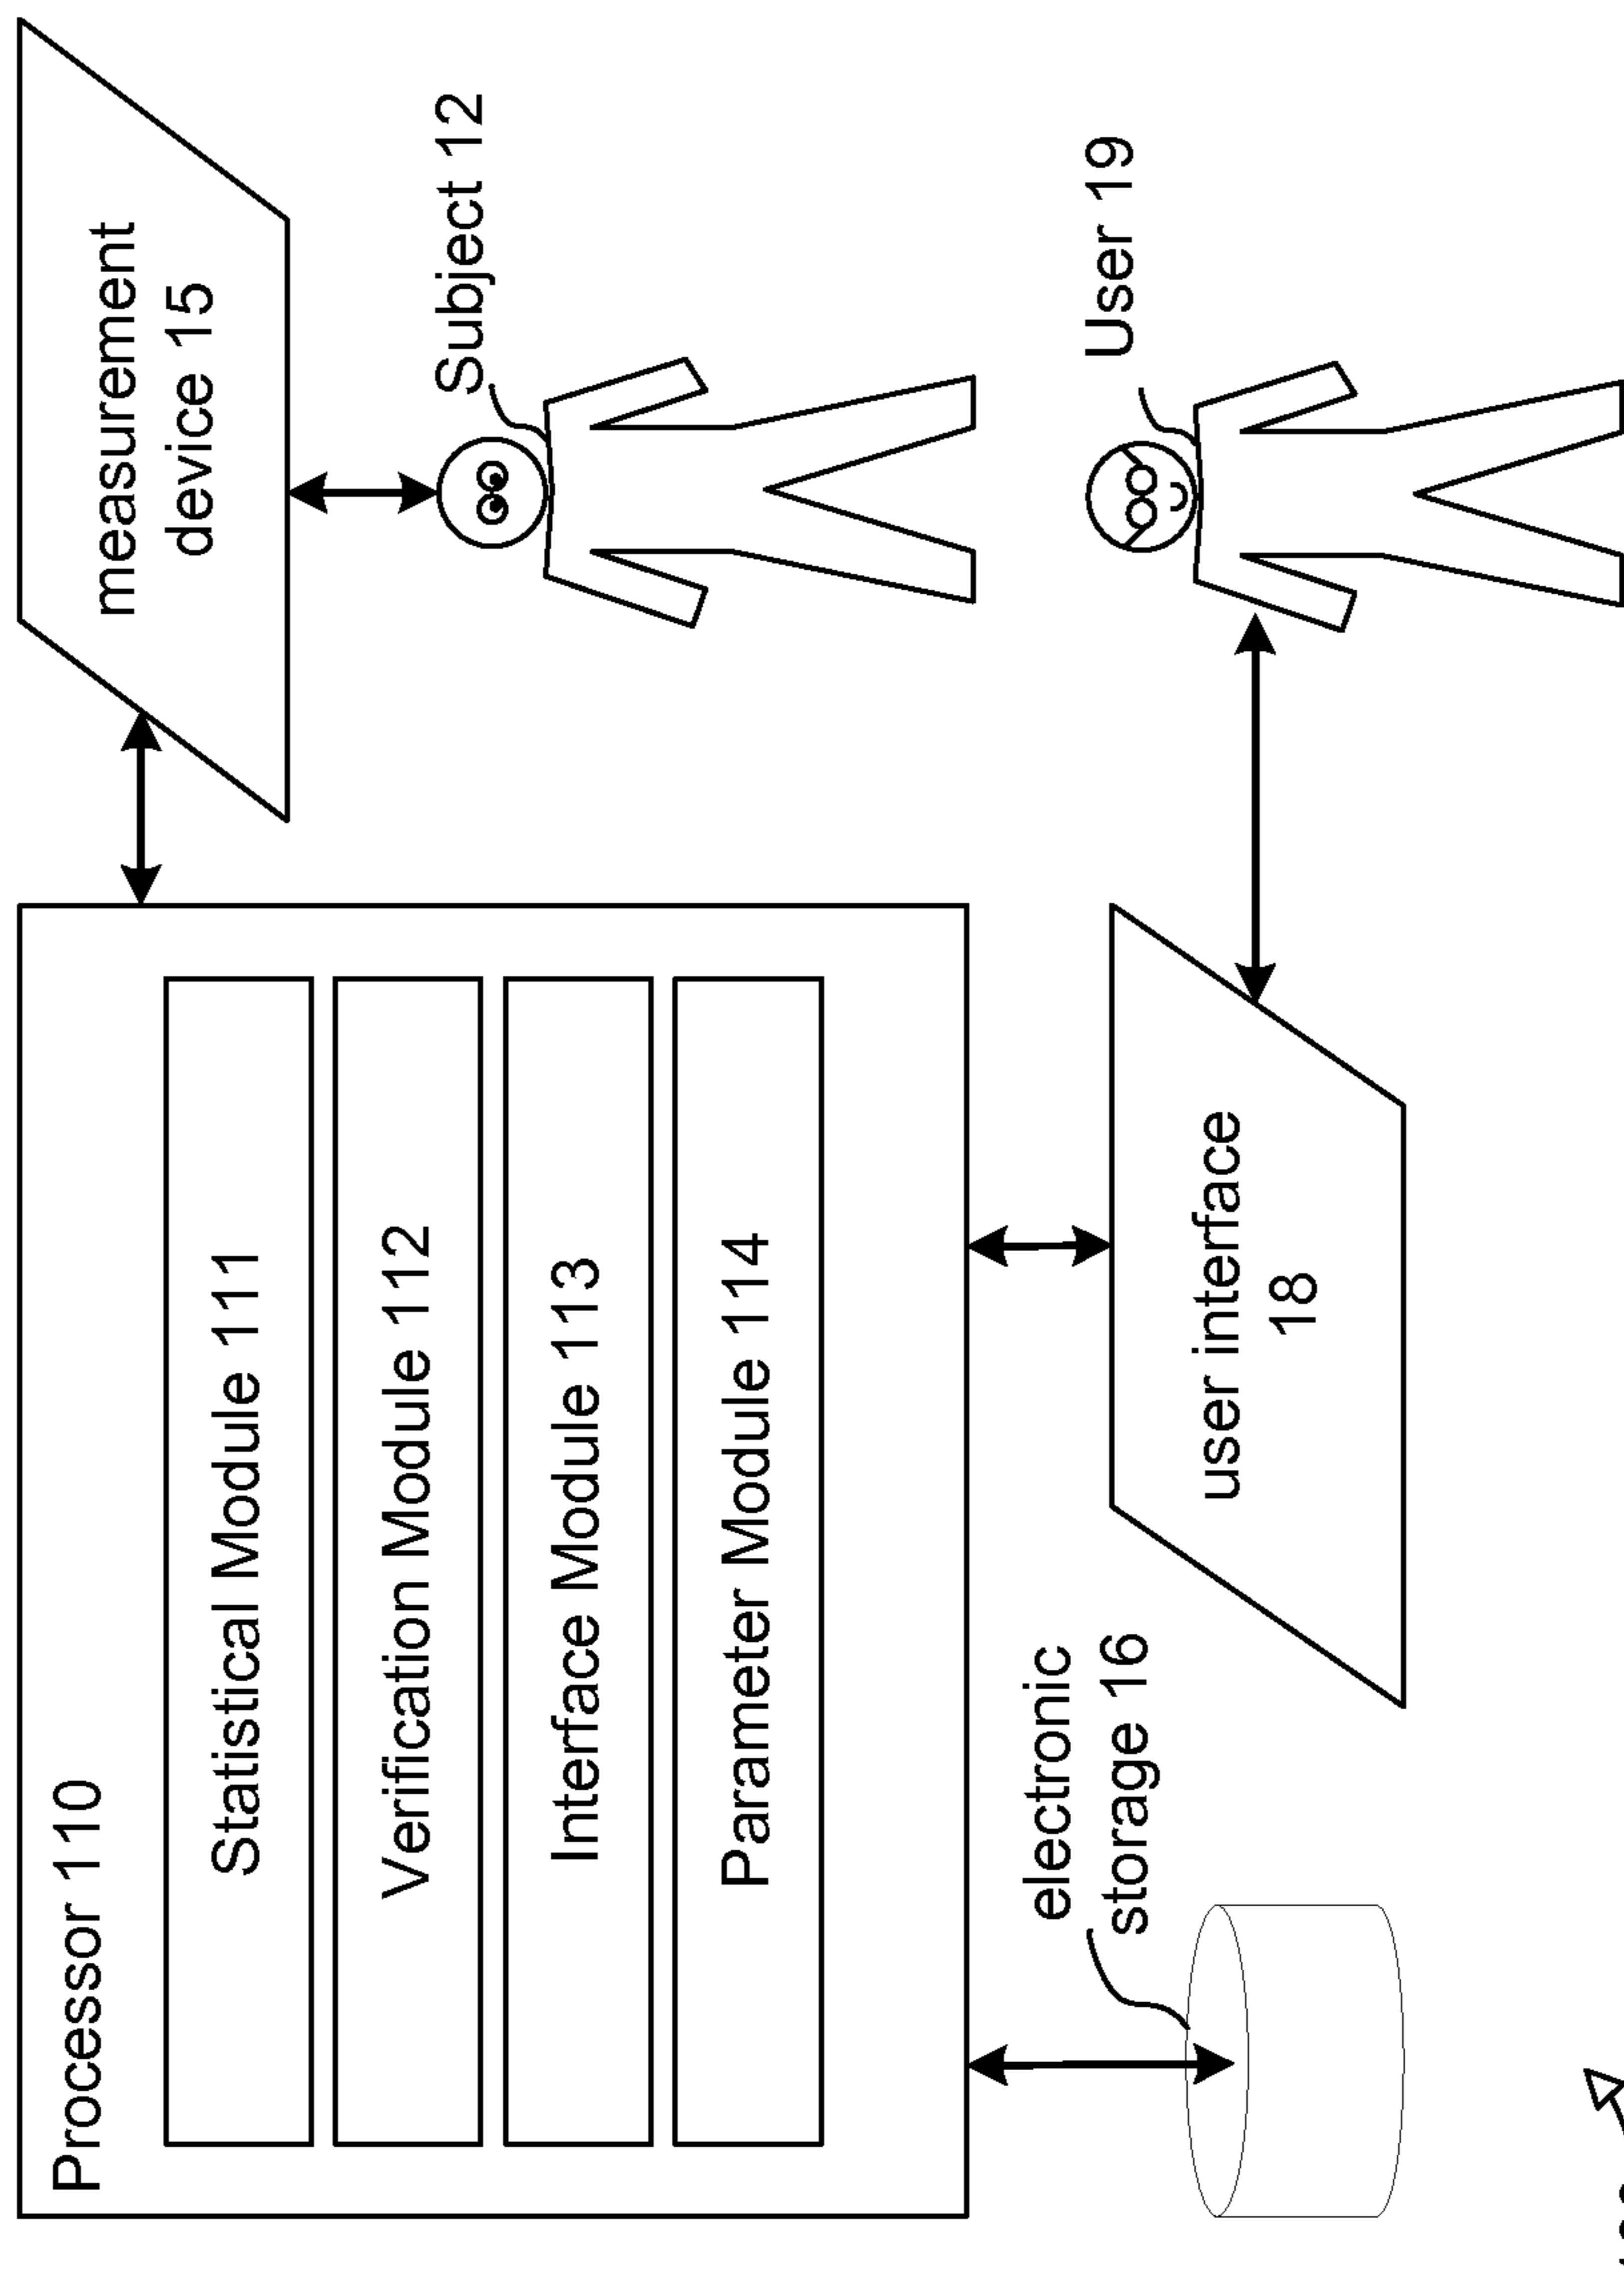 Processor 110
Statistical Module 111
Verification Module 112
Interface Module 113
Parameter Module 114
measurement
device 15
Subject 12
electronic
storage 16
user interface
18
User 19